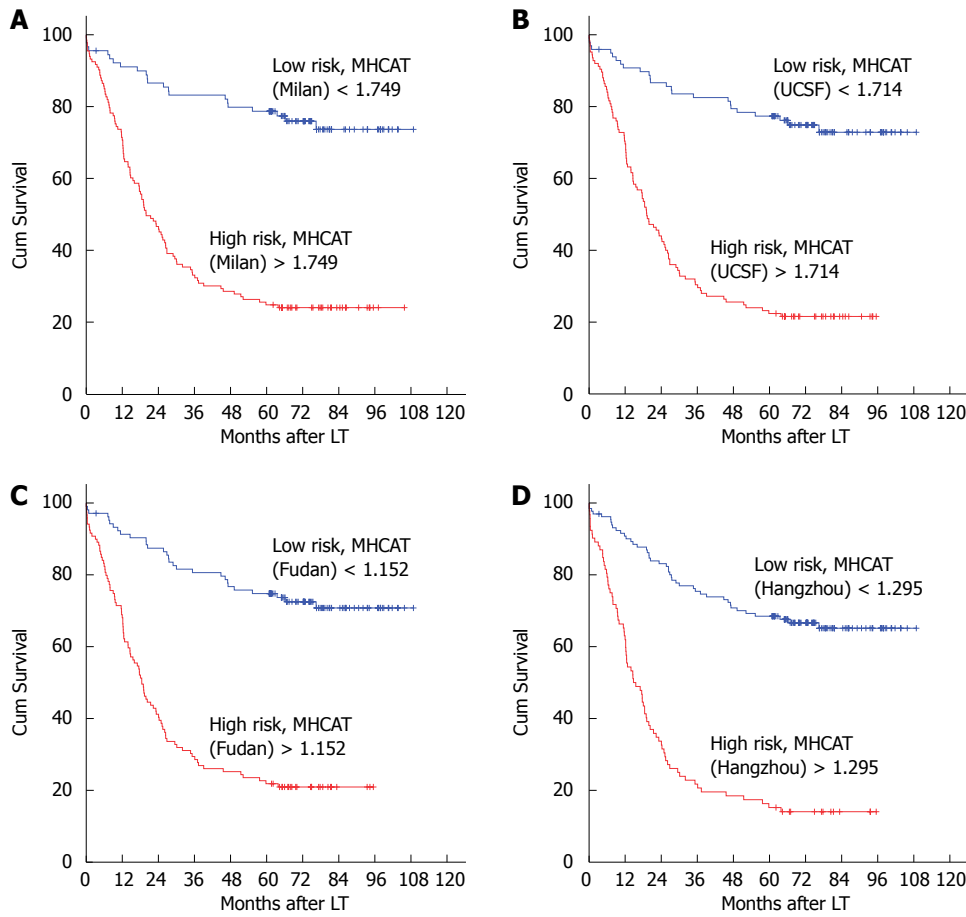 A
100
80
60
40
20
0
Cum Survival
Low risk, MHCAT
(Milan) < 1.749
High risk, MHCAT
(Milan) > 1.749
0 12 24 36 48 60 72 84 96 108 120
Months after LT
B
100
80
60
40
20
0
Cum Survival
Low risk, MHCAT
(UCSF) < 1.714
High risk, MHCAT
(UCSF) > 1.714
0 12 24 36 48 60 72 84 96 108 120
Months after LT
C
100
80
60
40
20
0
Cum Survival
Low risk, MHCAT
(Fudan) < 1.152
High risk, MHCAT
(Fudan) > 1.152
0 12 24 36 48 60 72 84 96 108 120
Months after LT
D
100
80
60
40
20
0
Cum Survival
Low risk, MHCAT
(Hangzhou) < 1.295
High risk, MHCAT
(Hangzhou) > 1.295
0 12 24 36 48 60 72 84 96 108 120
Months after LT